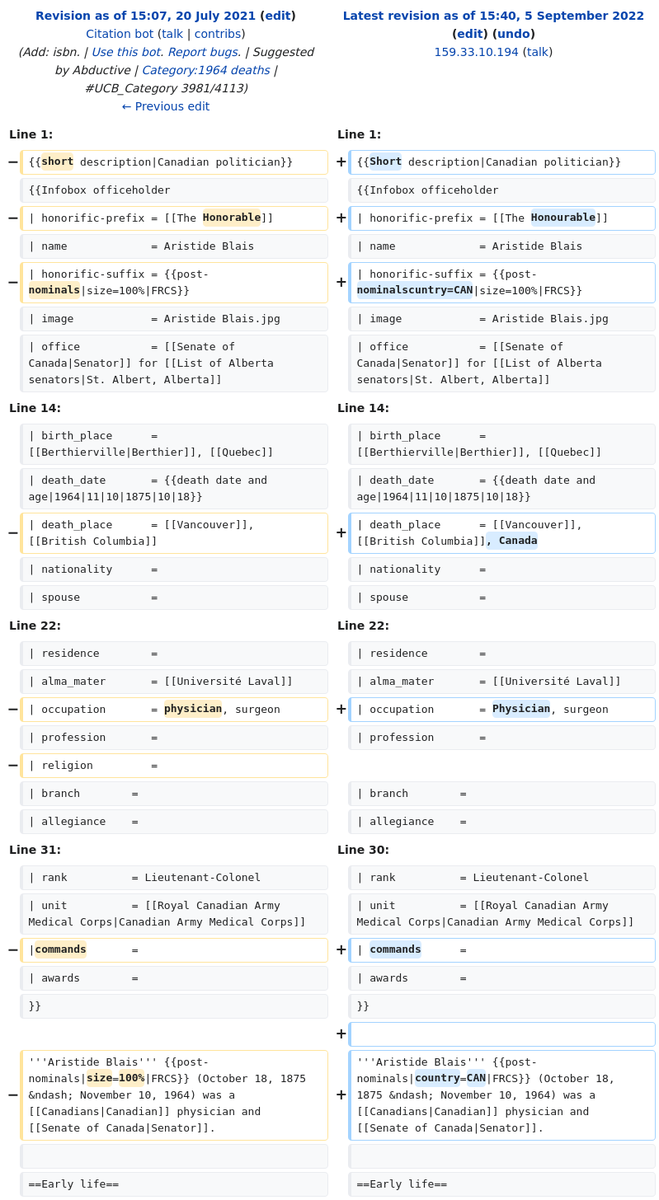 Revision as of 15:07, 20 July 2021 (edit)
Citation bot (talk | contribs)
(Add: isbn. | Use this bot. Report bugs. | Suggested
by Abductive | Category:1964 deaths |
#UCB_Category 3981/4113)
← Previous edit
Latest revision as of 15:40, 5 September 2022
(edit) (undo)
159.33.10.194 (talk)
Line 1:
Line 1:
− {{short description|Canadian politician}}
+ {{Short description|Canadian politician}}
{{Infobox officeholder
{{Infobox officeholder
− | honorific-prefix = [[The Honorable]]
+ | honorific-prefix = [[The Honourable]]
| name = Aristide Blais
| name = Aristide Blais
− | honorific-suffix = {{post-
nominals|size=100%|FRCS}}
+ | honorific-suffix = {{post-
nominalscuntry=CAN|size=100%|FRCS}}
| image = Aristide Blais.jpg
| image = Aristide Blais.jpg
| office = [[Senate of
Canada|Senator]] for [[List of Alberta
senators|St. Albert, Alberta]]
| office = [[Senate of
Canada|Senator]] for [[List of Alberta
senators|St. Albert, Alberta]]
Line 14:
Line 14:
| birth_place =
[[Berthierville|Berthier]], [[Quebec]]
| birth_place =
[[Berthierville|Berthier]], [[Quebec]]
| death_date = {{death date and
age|1964|11|10|1875|10|18}}
| death_date = {{death date and
age|1964|11|10|1875|10|18}}
− | death_place = [[Vancouver]],
[[British Columbia]]
+ | death_place = [[Vancouver]],
[[British Columbia]], Canada
| nationality =
| nationality =
| spouse =
| spouse =
Line 22:
Line 22:
| residence =
| residence =
| alma_mater = [[Université Laval]]
| alma_mater = [[Université Laval]]
− | occupation = physician, surgeon
+ | occupation = Physician, surgeon
| profession =
| profession =
− | religion =
| branch =
| branch =
| allegiance =
| allegiance =
Line 31:
Line 30:
| rank = Lieutenant-Colonel
| rank = Lieutenant-Colonel
| unit = [[Royal Canadian Army
Medical Corps|Canadian Army Medical Corps]]
| unit = [[Royal Canadian Army
Medical Corps|Canadian Army Medical Corps]]
− |commands =
+ | commands =
| awards =
| awards =
}}
}}
+
− '''Aristide Blais''' {{post-
nominals|size=100%|FRCS}} (October 18, 1875
&ndash; November 10, 1964) was a
[[Canadians|Canadian]] physician and
[[Senate of Canada|Senator]].
+ '''Aristide Blais''' {{post-
nominals|country=CAN|FRCS}} (October 18,
1875 &ndash; November 10, 1964) was a
[[Canadians|Canadian]] physician and
[[Senate of Canada|Senator]].
==Early life==
==Early life==